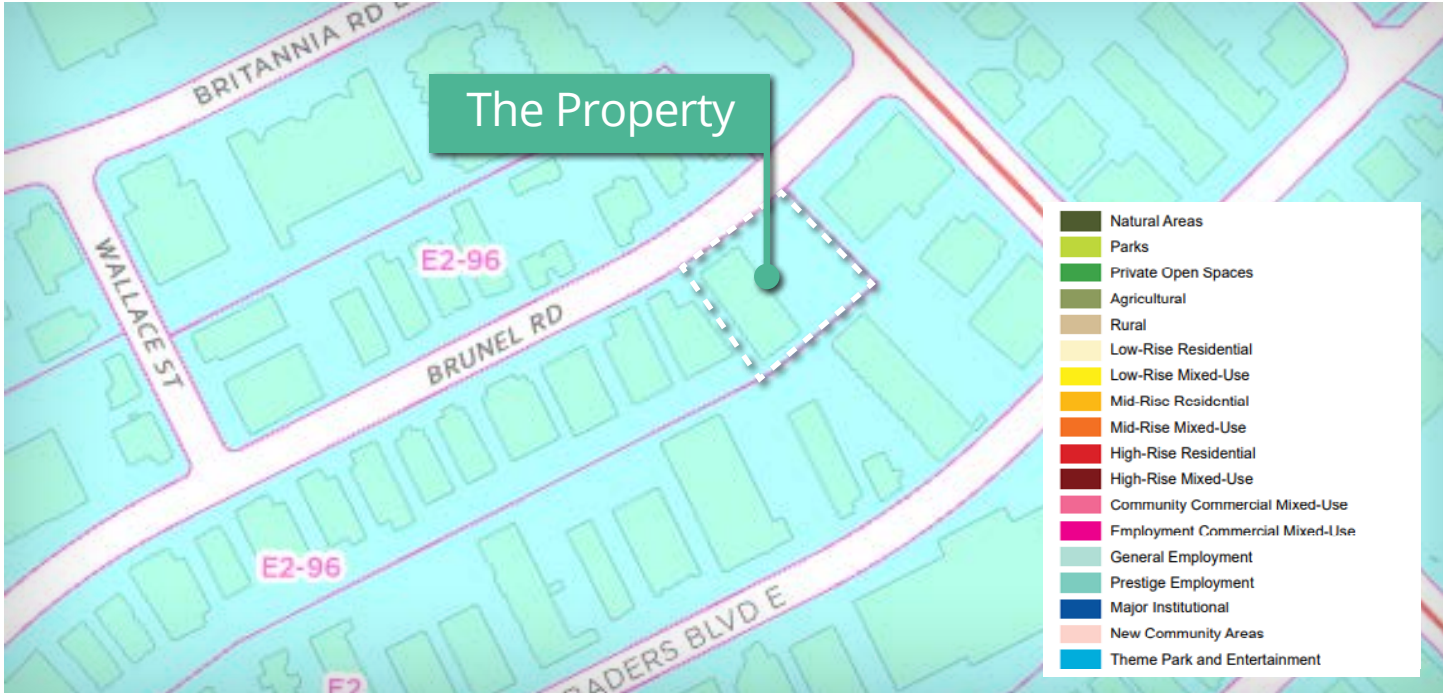 BRITANNIA RD
The Property
E2-96
WALLACE ST
BRUNEL RD
E2-96
E2
RADERS BLVD E
Natural Areas
Parks
Private Open Spaces
Agricultural
Rural
Low-Rise Residential
Low-Rise Mixed-Use
Mid-Rise Residential
Mid-Rise Mixed-Use
High-Rise Residential
High-Rise Mixed-Use
Community Commercial Mixed-Use
Employment Commercial Mixed-Use
General Employment
Prestige Employment
Major Institutional
New Community Areas
Theme Park and Entertainment